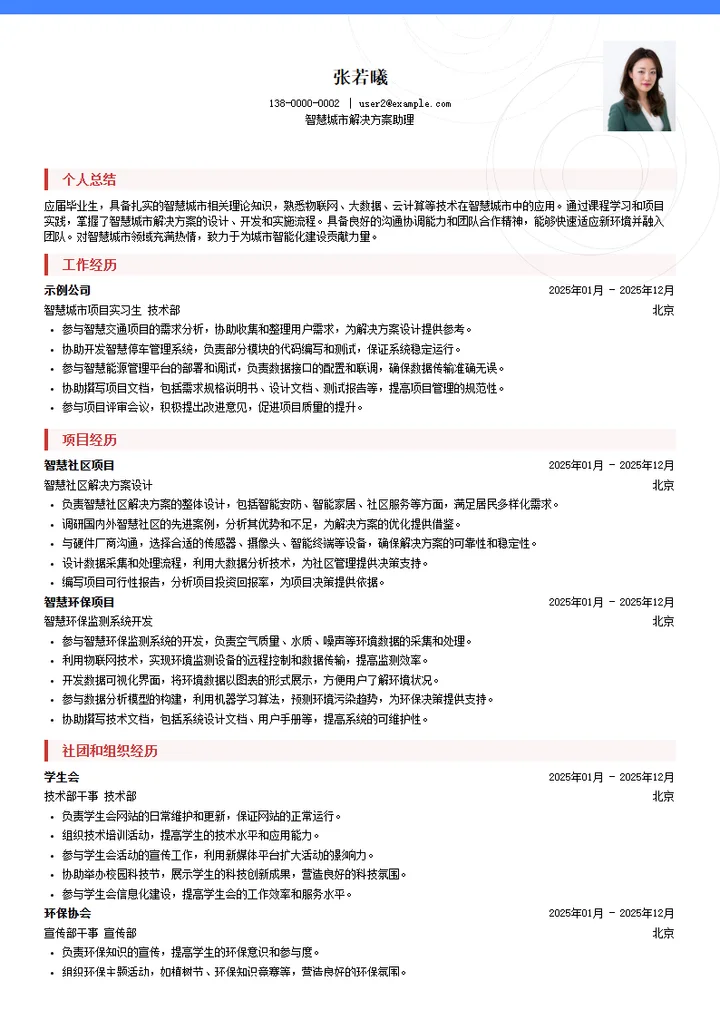 张若曦
138-0000-0002 | user2@example.com
智慧城市解决方案助理
个人总结
应届毕业生，具备扎实的智慧城市相关理论知识，熟悉物联网、大数据、云计算等技术在智慧城市中的应用。通过课程学习和项目
实践，掌握了智慧城市解决方案的设计、开发和实施流程。具备良好的沟通协调能力和团队合作精神，能够快速适应新环境并融入
团队。对智慧城市领域充满热情，致力于为城市智能化建设贡献力量。
工作经历
示例公司 2025年01月 - 2025年12月
智慧城市项目实习生 技术部 北京
• 参与智慧交通项目的需求分析，协助收集和整理用户需求，为解决方案设计提供参考。
• 协助开发智慧停车管理系统，负责部分模块的代码编写和测试，保证系统稳定运行。
• 参与智慧能源管理平台的部署和调试，负责数据接口的配置和联调，确保数据传输准确无误。
• 协助撰写项目文档，包括需求规格说明书、设计文档、测试报告等，提高项目管理的规范性。
• 参与项目评审会议，积极提出改进意见，促进项目质量的提升。
项目经历
智慧社区项目 2025年01月 - 2025年12月
智慧社区解决方案设计 北京
• 负责智慧社区解决方案的整体设计，包括智能安防、智能家居、社区服务等方面，满足居民多样化需求。
• 调研国内外智慧社区的先进案例，分析其优势和不足，为解决方案的优化提供借鉴。
• 与硬件厂商沟通，选择合适的传感器、摄像头、智能终端等设备，确保解决方案的可靠性和稳定性。
• 设计数据采集和处理流程，利用大数据分析技术，为社区管理提供决策支持。
• 编写项目可行性报告，分析项目投资回报率，为项目决策提供依据。
智慧环保项目 2025年01月 - 2025年12月
智慧环保监测系统开发 北京
• 参与智慧环保监测系统的开发，负责空气质量、水质、噪声等环境数据的采集和处理。
• 利用物联网技术，实现环境监测设备的远程控制和数据传输，提高监测效率。
• 开发数据可视化界面，将环境数据以图表的形式展示，方便用户了解环境状况。
• 参与数据分析模型的构建，利用机器学习算法，预测环境污染趋势，为环保决策提供支持。
• 协助撰写技术文档，包括系统设计文档、用户手册等，提高系统的可维护性。
社团和组织经历
学生会 2025年01月 - 2025年12月
技术部干事 技术部 北京
• 负责学生会网站的日常维护和更新，保证网站的正常运行。
• 组织技术培训活动，提高学生的技术水平和应用能力。
• 参与学生会活动的宣传工作，利用新媒体平台扩大活动的影响力。
• 协助举办校园科技节，展示学生的科技创新成果，营造良好的科技氛围。
• 参与学生会信息化建设，提高学生会的工作效率和服务水平。
环保协会 2025年01月 - 2025年12月
宣传部干事 宣传部 北京
• 负责环保知识的宣传，提高学生的环保意识和参与度。
• 组织环保主题活动，如植树节、环保知识竞赛等，营造良好的环保氛围。